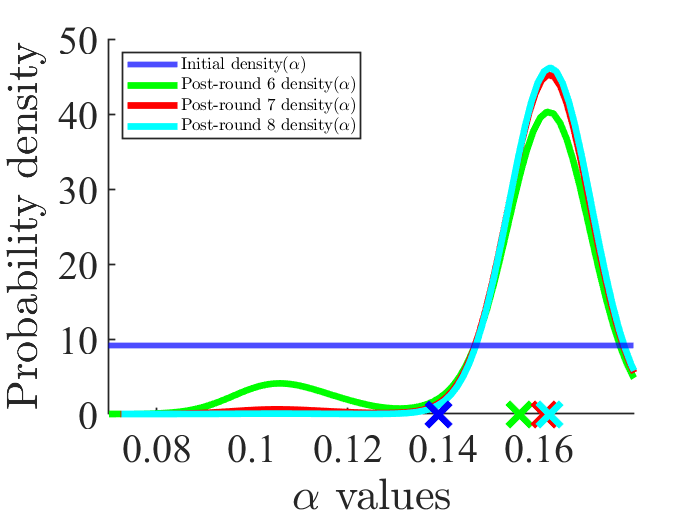 Probability density
50
40
30
20
10
0
Initial density(α)
Post-round 6 density(α)
Post-round 7 density(α)
Post-round 8 density(α)
0.08 0.1 0.12 0.14 0.16
α values